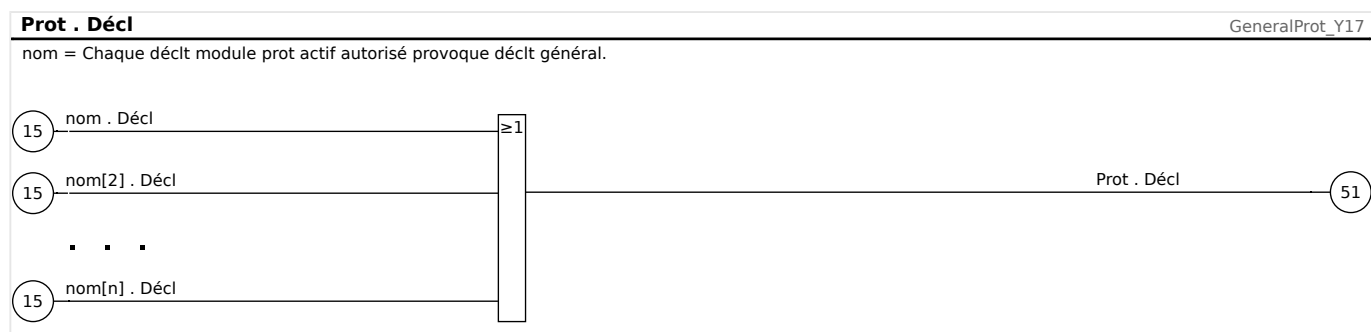 Prot . Décl
GeneralProt_Y17
nom = Chaque déclt module prot actif autorisé provoque déclt général.
15 nom . Décl
≥1
15 nom[2] . Décl
Prot . Décl 51
. . .
15 nom[n] . Décl